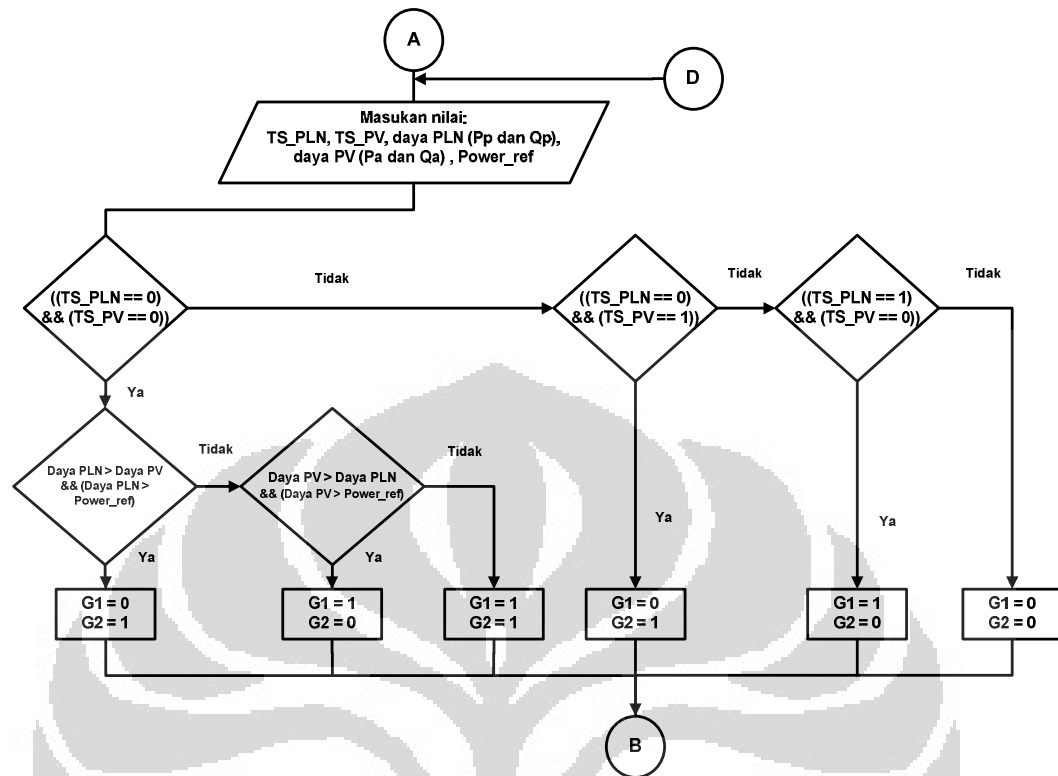 A
D
Masukan nilai:
TS_PLN, TS_PV, daya PLN (Pp dan Qp),
daya PV (Pa dan Qa) , Power_ref
((TS_PLN == 0)
&& (TS_PV == 0))
Tidak
((TS_PLN == 0)
&& (TS_PV == 1))
Tidak
((TS_PLN == 1)
&& (TS_PV == 0))
Tidak
Ya
Daya PLN > Daya PV
&& (Daya PLN >
Power_ref)
Tidak
Daya PV > Daya PLN
&& (Daya PV > Power_ref)
Tidak
Ya
Ya
Ya
Ya
G1 = 0
G2 = 1
G1 = 1
G2 = 0
G1 = 1
G2 = 1
G1 = 0
G2 = 1
G1 = 1
G2 = 0
G1 = 0
G2 = 0
B